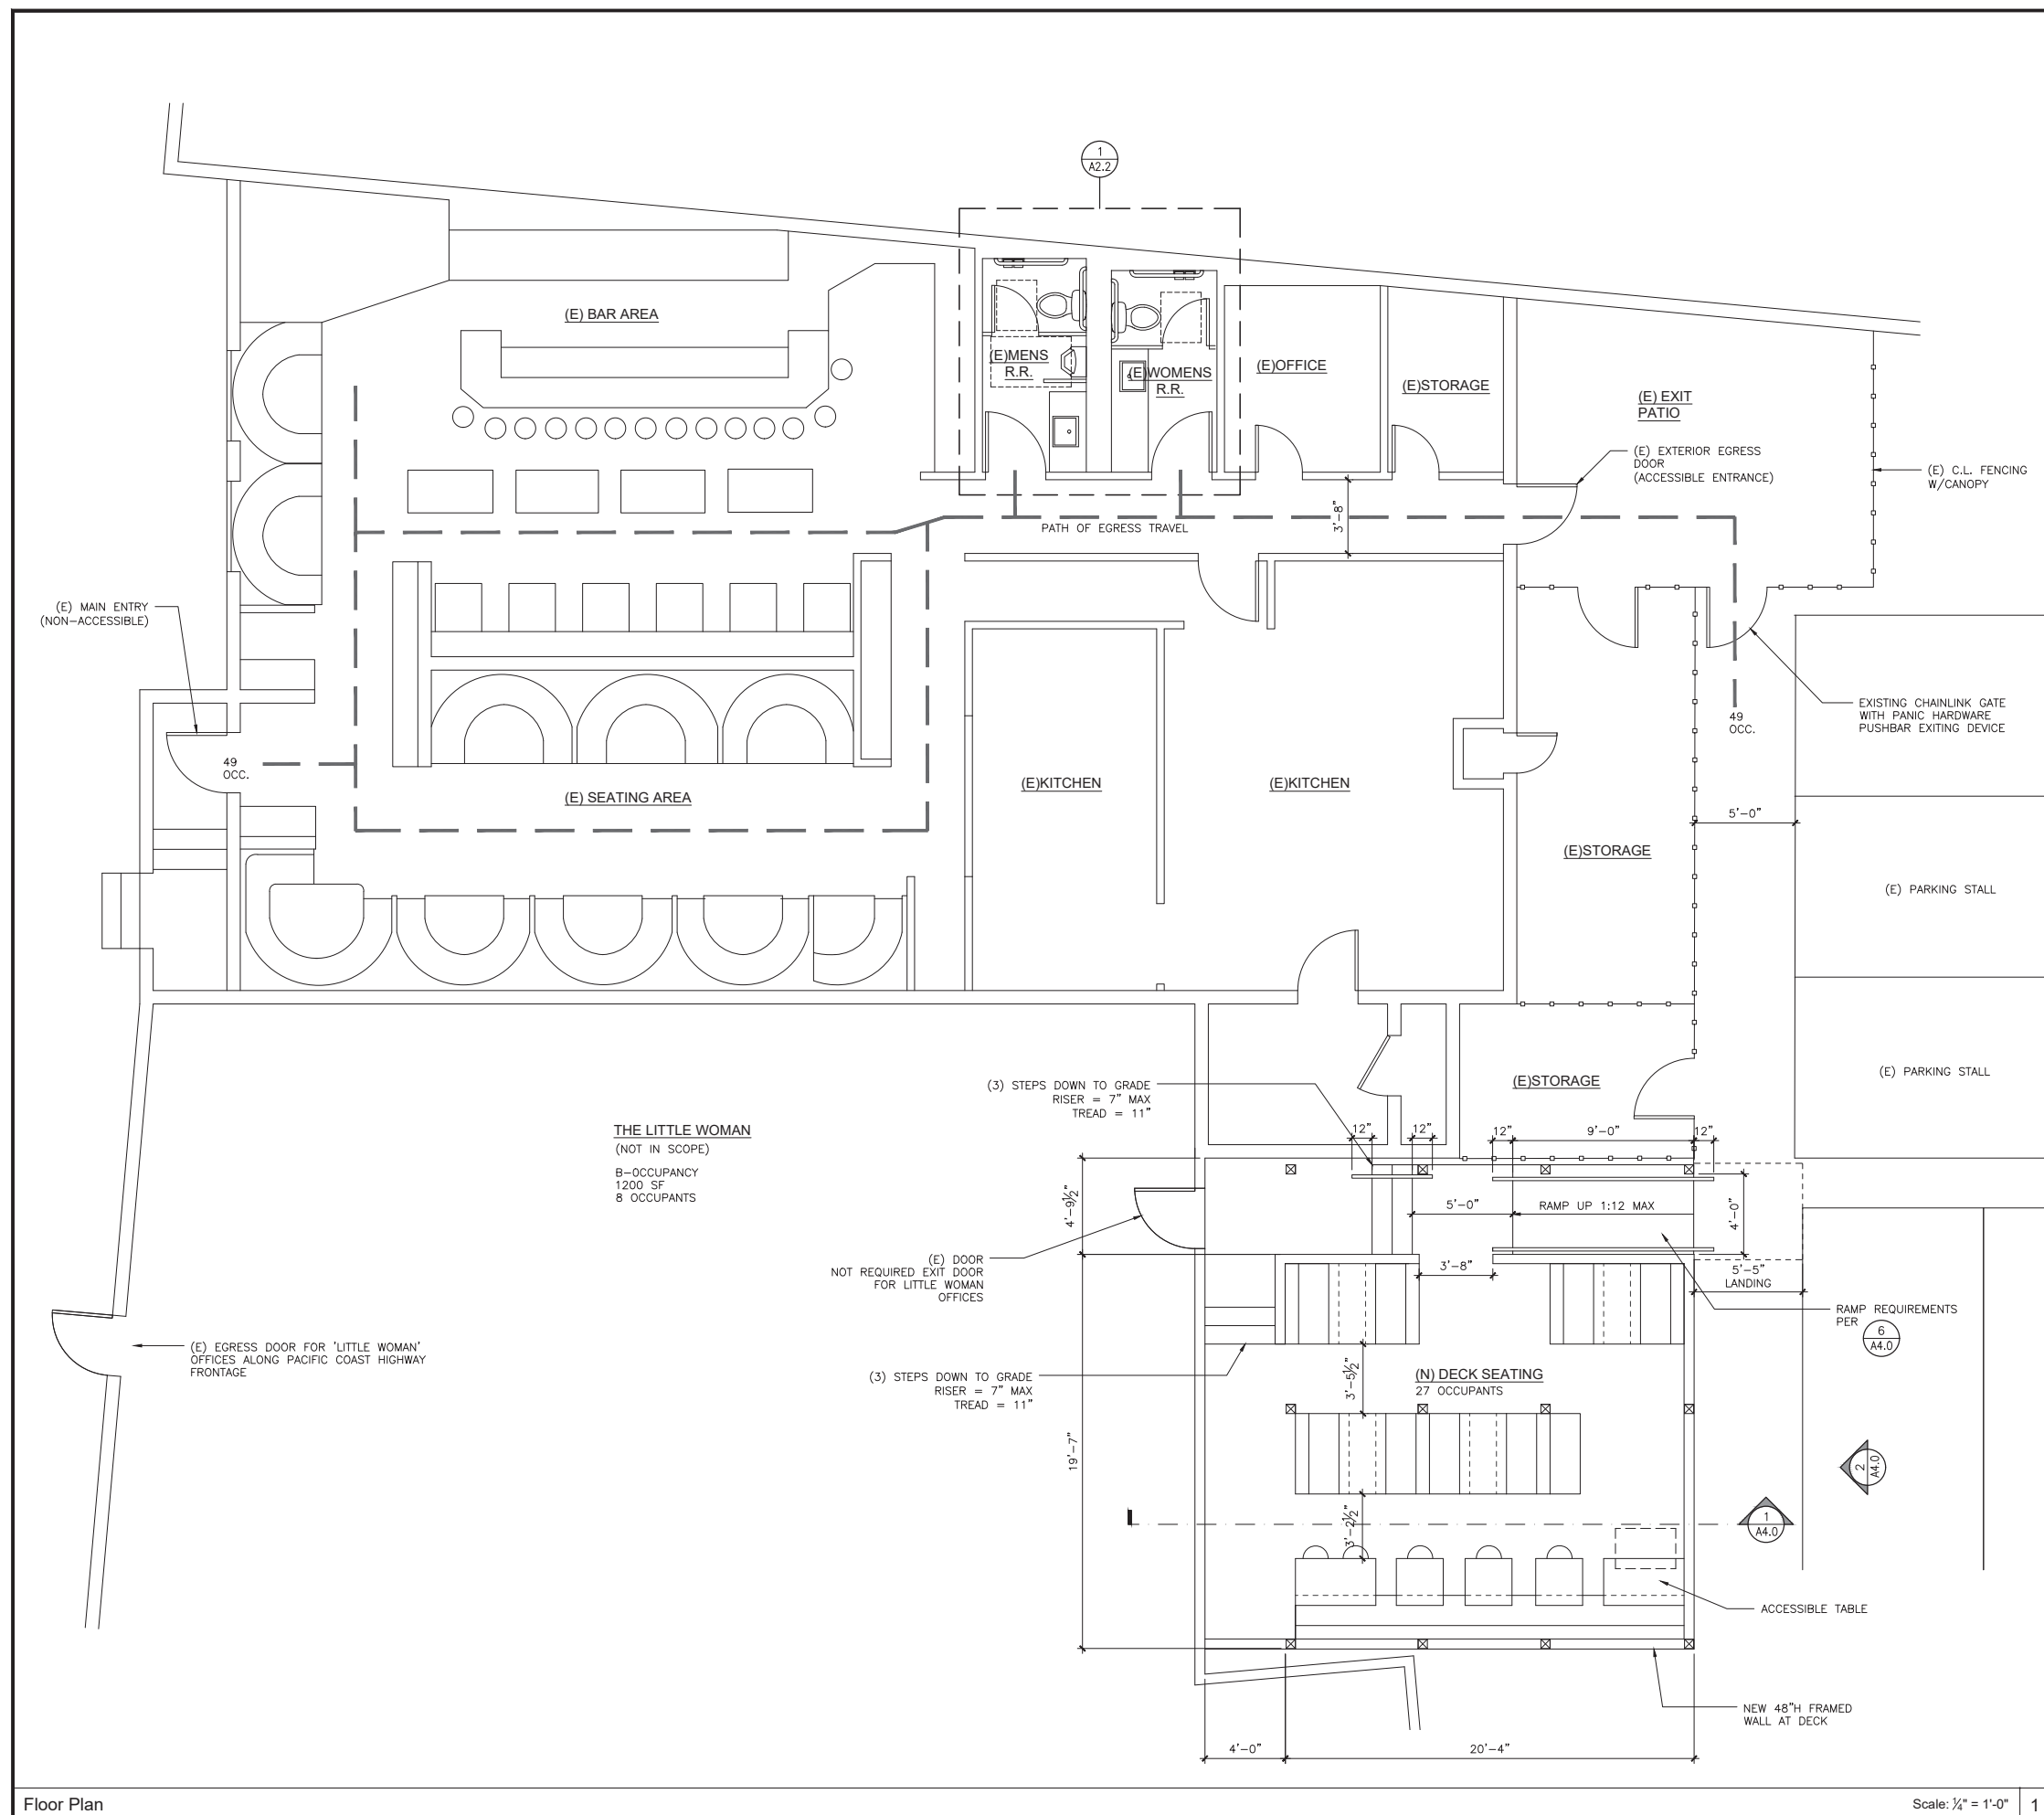 1
A2.2
(E) BAR AREA
(E)MENS
R.R.
(E)WOMENS
R.R.
(E)OFFICE
(E)STORAGE
(E) EXIT
PATIO
(E) EXTERIOR EGRESS
DOOR
(ACCESSIBLE ENTRANCE)
(E) C.L. FENCING
W/CANOPY
3'-8"
PATH OF EGRESS TRAVEL
(E) MAIN ENTRY
(NON-ACCESSIBLE)
49
OCC.
(E) SEATING AREA
(E)KITCHEN
(E)KITCHEN
49
OCC.
EXISTING CHAINLINK GATE
WITH PANIC HARDWARE
PUSHBAR EXITING DEVICE
5'-0"
(E)STORAGE
(E) PARKING STALL
(E) PARKING STALL
(E)STORAGE
(3) STEPS DOWN TO GRADE
RISER = 7" MAX
TREAD = 11"
THE LITTLE WOMAN
(NOT IN SCOPE)
B-OCCUPANCY
1200 SF
8 OCCUPANTS
12"
12"
12"
9'-0"
12"
4'-9½"
5'-0"
RAMP UP 1:12 MAX
4'-0"
(E) DOOR
NOT REQUIRED EXIT DOOR
FOR LITTLE WOMAN
OFFICES
3'-8"
5'-5"
LANDING
RAMP REQUIREMENTS
PER
6
A4.0
(E) EGRESS DOOR FOR 'LITTLE WOMAN'
OFFICES ALONG PACIFIC COAST HIGHWAY
FRONTAGE
(3) STEPS DOWN TO GRADE
RISER = 7" MAX
TREAD = 11"
3'-5½"
(N) DECK SEATING
27 OCCUPANTS
19'-7"
2
A4.0
3'-2½"
1
A4.0
ACCESSIBLE TABLE
NEW 48"H FRAMED
WALL AT DECK
4'-0"
20'-4"
Floor Plan
Scale: ¼" = 1'-0"
1